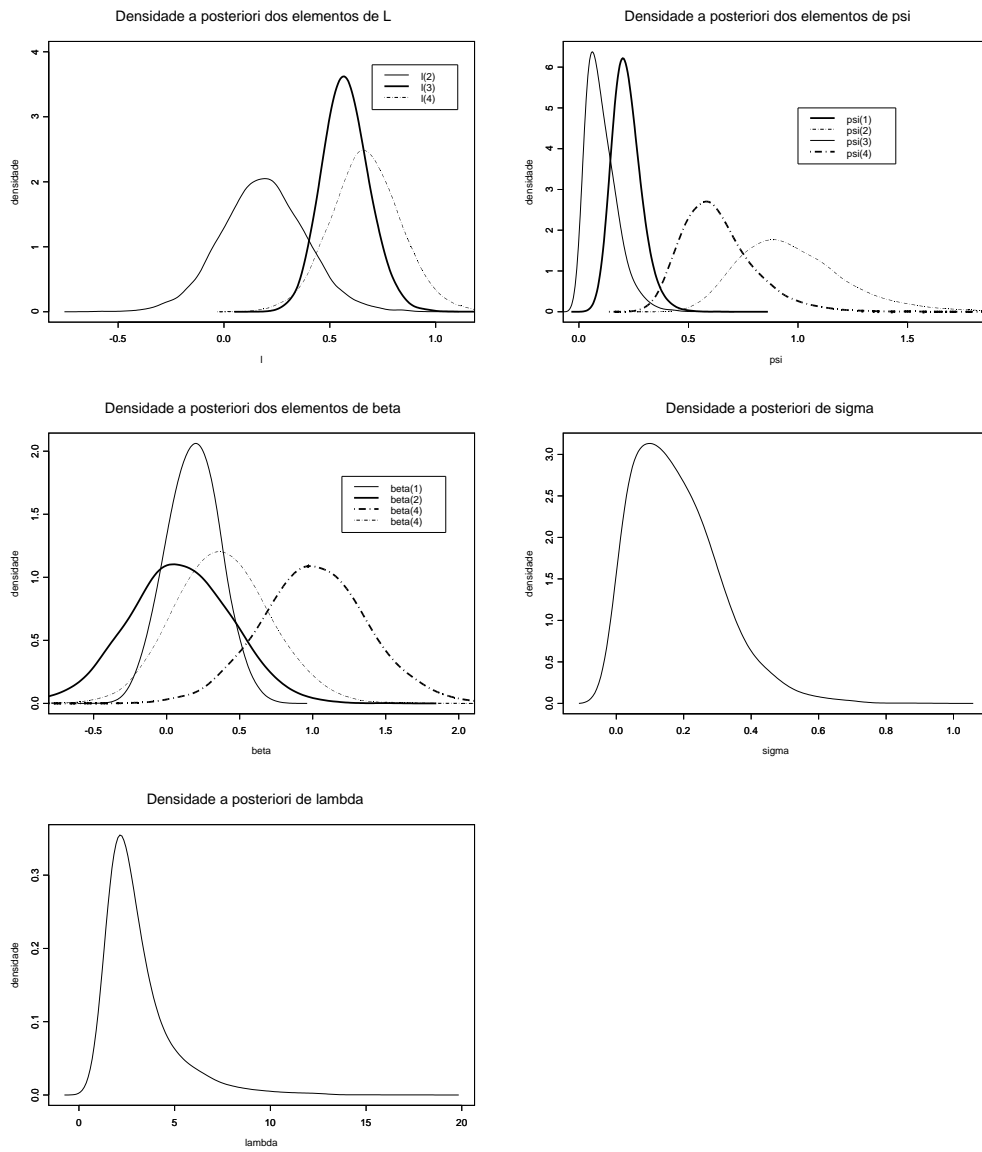 Densidade a posteriori dos elementos de L
densidade
0 1 2 3 4
l(2)
l(3)
l(4)
-0.5 0.0 0.5 1.0
l
Densidade a posteriori dos elementos de psi
densidade
0 1 2 3 4 5 6
psi(1)
psi(2)
psi(3)
psi(4)
0.0 0.5 1.0 1.5
psi
Densidade a posteriori dos elementos de beta
densidade
0.0 0.5 1.0 1.5 2.0
beta(1)
beta(2)
beta(4)
beta(4)
-0.5 0.0 0.5 1.0 1.5 2.0
beta
Densidade a posteriori de sigma
densidade
0.0 0.5 1.0 1.5 2.0 2.5 3.0
0.0 0.2 0.4 0.6 0.8 1.0
sigma
Densidade a posteriori de lambda
densidade
0.0 0.1 0.2 0.3
0 5 10 15 20
lambda